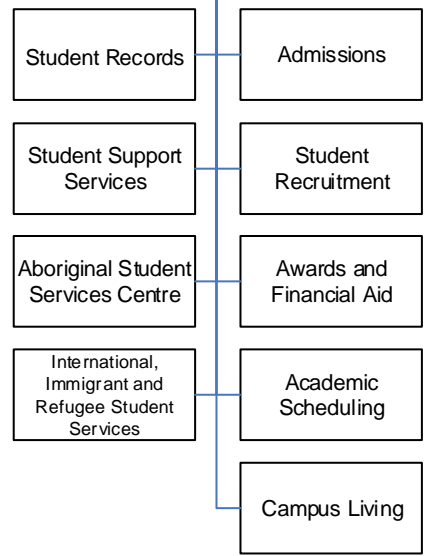 Student Records
Admissions
Student Support
Services
Student
Recruitment
Aboriginal Student
Services Centre
Awards and
Financial Aid
International,
Immigrant and
Refugee Student
Services
Academic
Scheduling
Campus Living